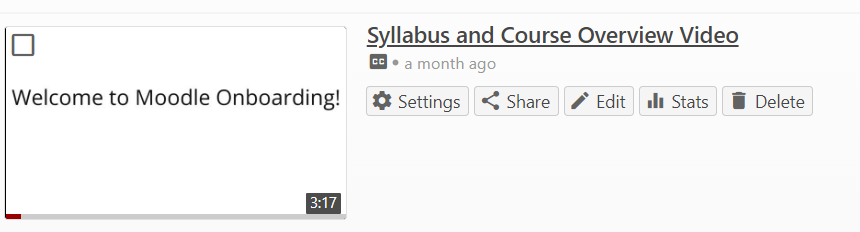 Welcome to Moodle Onboarding!
3:17
Syllabus and Course Overview Video
CC • a month ago
Settings Share Edit Stats Delete